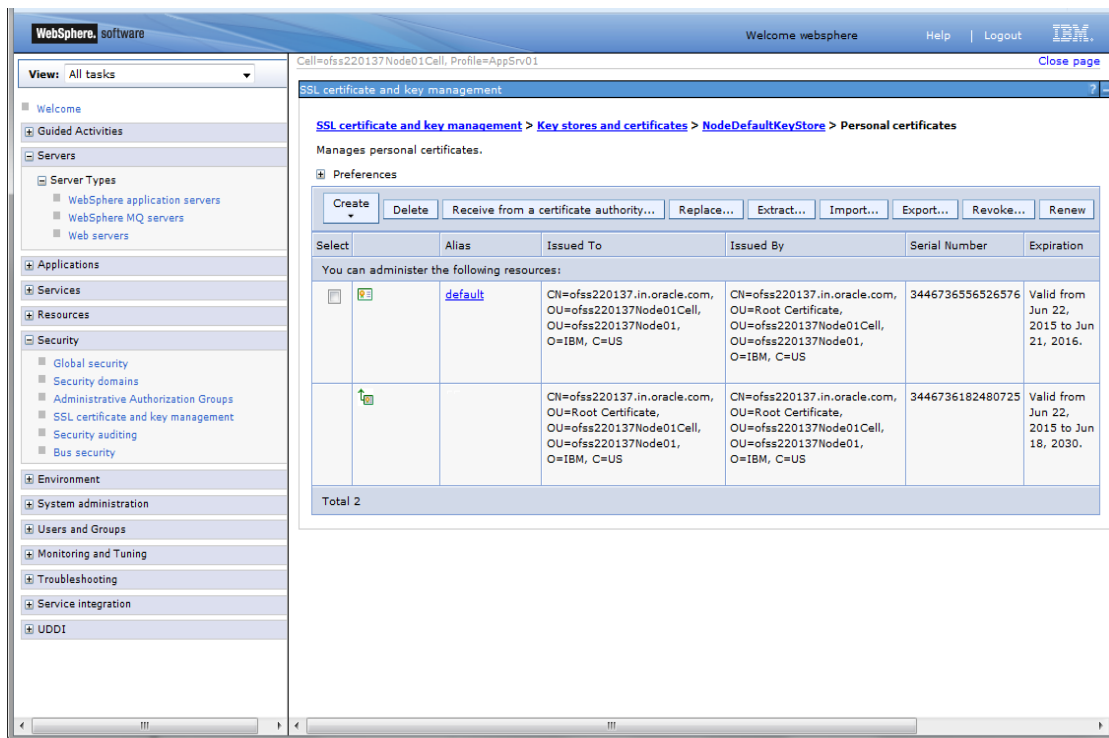 WebSphere. software
Welcome websphere
Help | Logout
IBM.
View: All tasks
Welcome
Guided Activities
Servers
Server Types
WebSphere application servers
WebSphere MQ servers
Web servers
Applications
Services
Resources
Security
Global security
Security domains
Administrative Authorization Groups
SSL certificate and key management
Security auditing
Bus security
Environment
System administration
Users and Groups
Monitoring and Tuning
Troubleshooting
Service integration
UDDI
Cell=ofss220137Node01Cell, Profile=AppSrv01
Close page
SSL certificate and key management
?
SSL certificate and key management > Key stores and certificates > NodeDefaultKeyStore > Personal certificates
Manages personal certificates.
Preferences
Create Delete Receive from a certificate authority... Replace... Extract... Import... Export... Revoke... Renew
Select Alias Issued To Issued By Serial Number Expiration
You can administer the following resources:
default
CN=ofss220137.in.oracle.com,
OU=ofss220137Node01Cell,
OU=ofss220137Node01,
O=IBM, C=US
CN=ofss220137.in.oracle.com,
OU=Root Certificate,
OU=ofss220137Node01Cell,
OU=ofss220137Node01,
O=IBM, C=US
3446736556526576
Valid from
Jun 22,
2015 to Jun
21, 2016.
CN=ofss220137.in.oracle.com,
OU=Root Certificate,
OU=ofss220137Node01Cell,
OU=ofss220137Node01,
O=IBM, C=US
CN=ofss220137.in.oracle.com,
OU=Root Certificate,
OU=ofss220137Node01Cell,
OU=ofss220137Node01,
O=IBM, C=US
3446736182480725
Valid from
Jun 22,
2015 to Jun
18, 2030.
Total 2